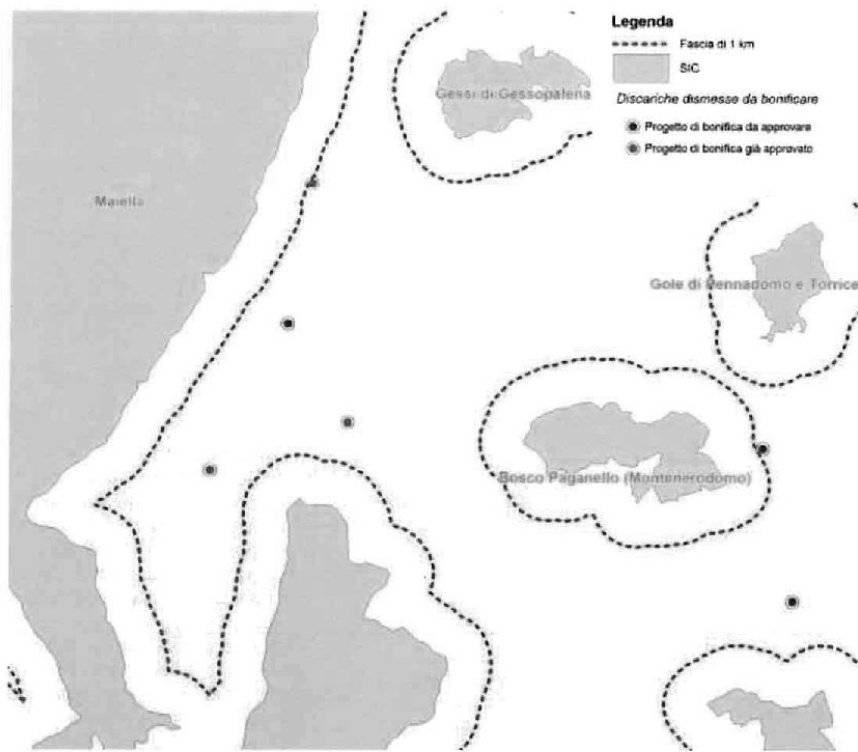 Legenda
Fascia di 1 km
SIC
Discariche dismesse da bonificare
Progetto di bonifica da approvare
Progetto di bonifica già approvato
Gessi di Gessopalena
Maiella
Gole di Pennadomo e Torrice
Bosco Paganello (Montenerodomo)